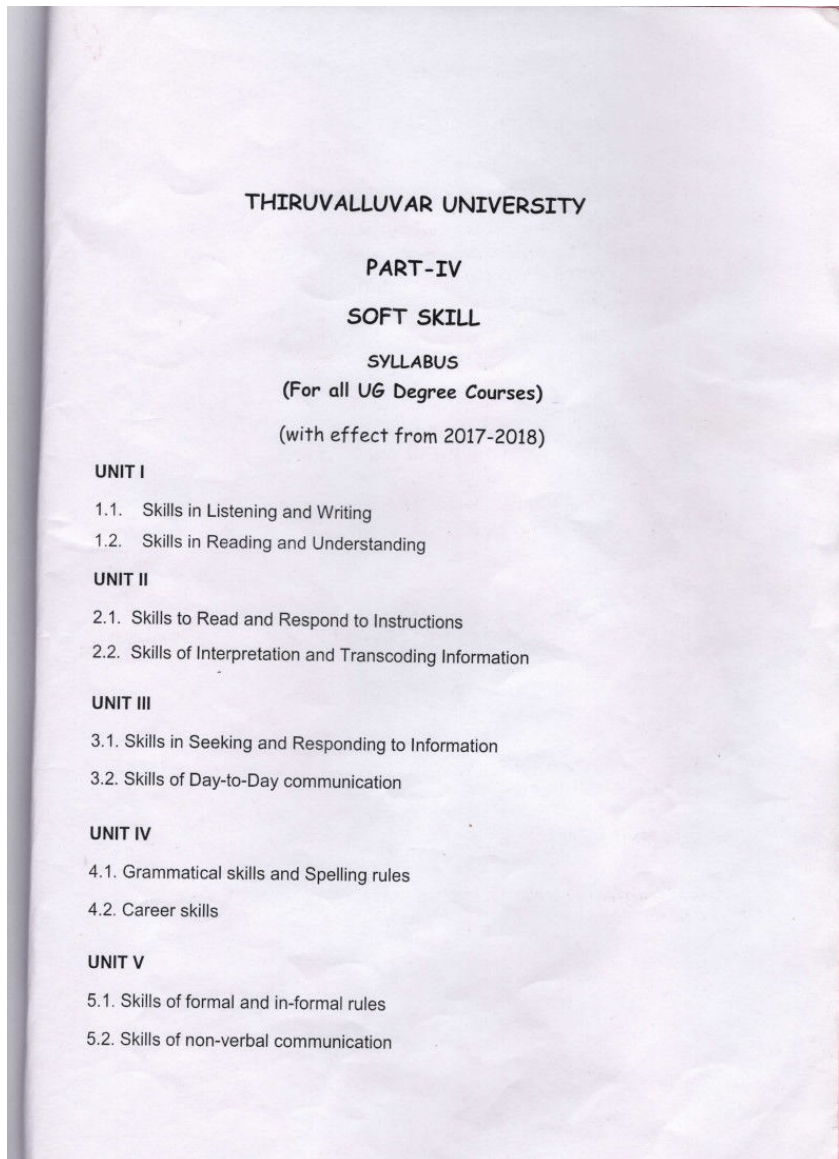 THIRUVALLUVAR UNIVERSITY
PART-IV
SOFT SKILL
SYLLABUS
(For all UG Degree Courses)
(with effect from 2017-2018)
UNIT I
1.1. Skills in Listening and Writing
1.2. Skills in Reading and Understanding
UNIT II
2.1. Skills to Read and Respond to Instructions
2.2. Skills of Interpretation and Transcoding Information
UNIT III
3.1. Skills in Seeking and Responding to Information
3.2. Skills of Day-to-Day communication
UNIT IV
4.1. Grammatical skills and Spelling rules
4.2. Career skills
UNIT V
5.1. Skills of formal and in-formal rules
5.2. Skills of non-verbal communication